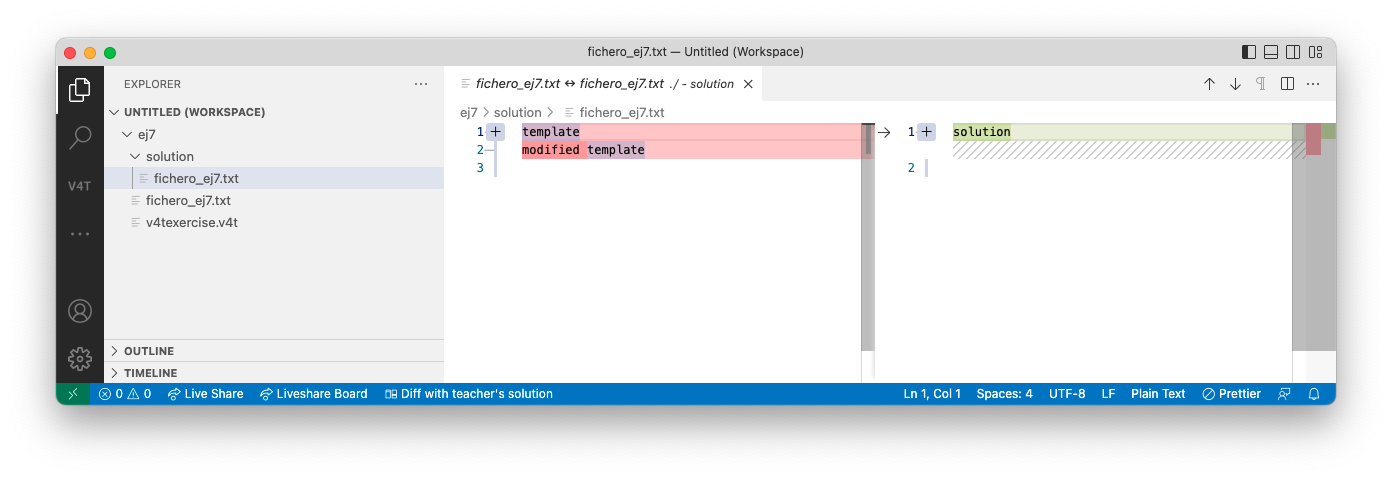 fichero_ej7.txt — Untitled (Workspace)
EXPLORER
UNTITLED (WORKSPACE)
ej7
solution
fichero_ej7.txt
fichero_ej7.txt
v4texercise.v4t
V4T
OUTLINE
TIMELINE
fichero_ej7.txt ↔ fichero_ej7.txt ./ - solution
ej7 > solution > fichero_ej7.txt
1 + template
2 — modified template
3
→ 1 + solution
2
0 0 Live Share Liveshare Board Diff with teacher's solution Ln 1, Col 1 Spaces: 4 UTF-8 LF Plain Text Prettier